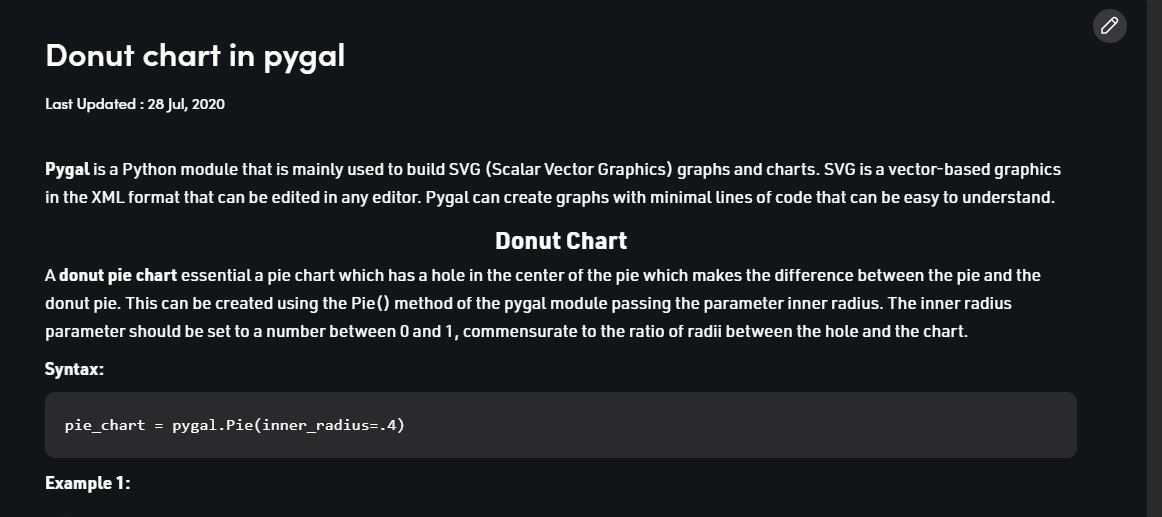 Donut chart in pygal
Last Updated : 28 Jul, 2020
Pygal is a Python module that is mainly used to build SVG (Scalar Vector Graphics) graphs and charts. SVG is a vector-based graphics
in the XML format that can be edited in any editor. Pygal can create graphs with minimal lines of code that can be easy to understand.
Donut Chart
A donut pie chart essential a pie chart which has a hole in the center of the pie which makes the difference between the pie and the
donut pie. This can be created using the Pie() method of the pygal module passing the parameter inner radius. The inner radius
parameter should be set to a number between 0 and 1, commensurate to the ratio of radii between the hole and the chart.
Syntax:
pie_chart = pygal.Pie(inner_radius=.4)
Example 1: